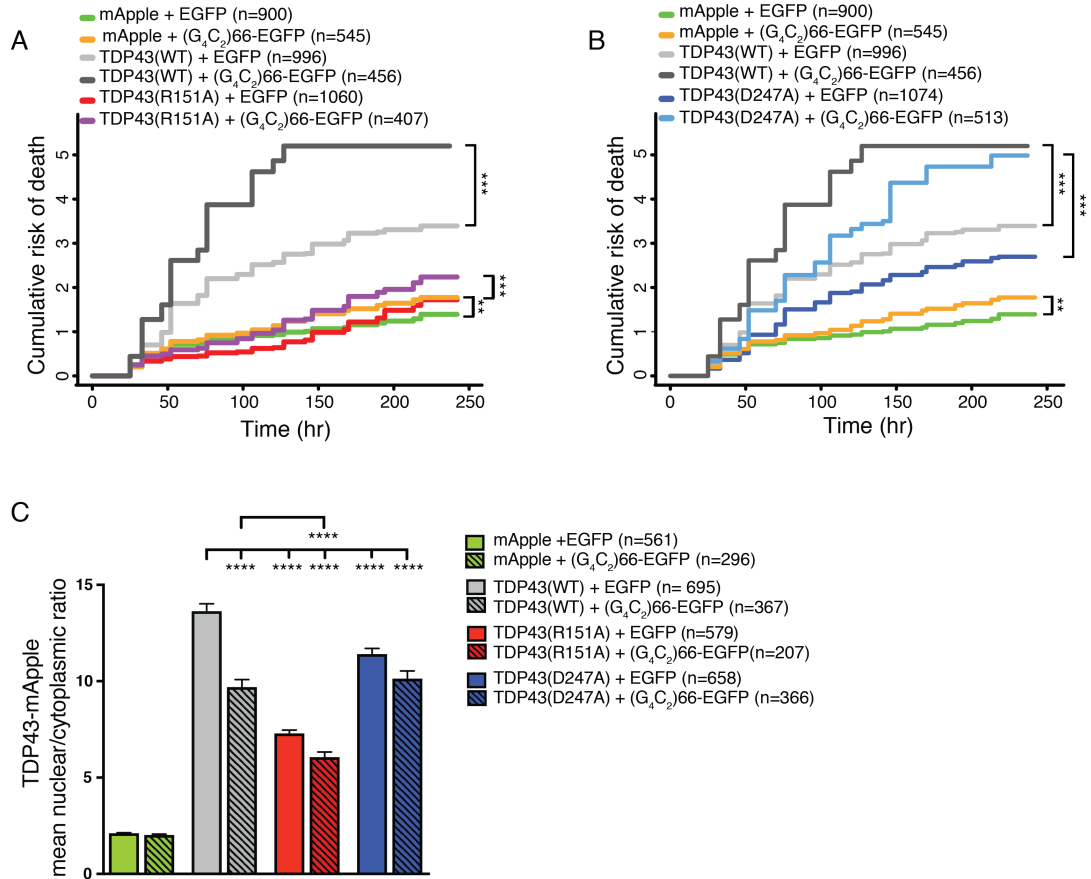 A
mApple + EGFP (n=900)
mApple + (G4C2)66-EGFP (n=545)
TDP43(WT) + EGFP (n=996)
TDP43(WT) + (G4C2)66-EGFP (n=456)
TDP43(R151A) + EGFP (n=1060)
TDP43(R151A) + (G4C2)66-EGFP (n=407)
Cumulative risk of death
5
4
3
2
1
0
***
***
**
0 50 100 150 200 250
Time (hr)
B
mApple + EGFP (n=900)
mApple + (G4C2)66-EGFP (n=545)
TDP43(WT) + EGFP (n=996)
TDP43(WT) + (G4C2)66-EGFP (n=456)
TDP43(D247A) + EGFP (n=1074)
TDP43(D247A) + (G4C2)66-EGFP (n=513)
Cumulative risk of death
5
4
3
2
1
0
***
***
**
0 50 100 150 200 250
Time (hr)
C
****
**** **** **** **** ****
TDP43-mApple
mean nuclear/cytoplasmic ratio
15
10
5
0
mApple +EGFP (n=561)
mApple + (G4C2)66-EGFP (n=296)
TDP43(WT) + EGFP (n= 695)
TDP43(WT) + (G4C2)66-EGFP (n=367)
TDP43(R151A) + EGFP (n=579)
TDP43(R151A) + (G4C2)66-EGFP(n=207)
TDP43(D247A) + EGFP (n=658)
TDP43(D247A) + (G4C2)66-EGFP (n=366)